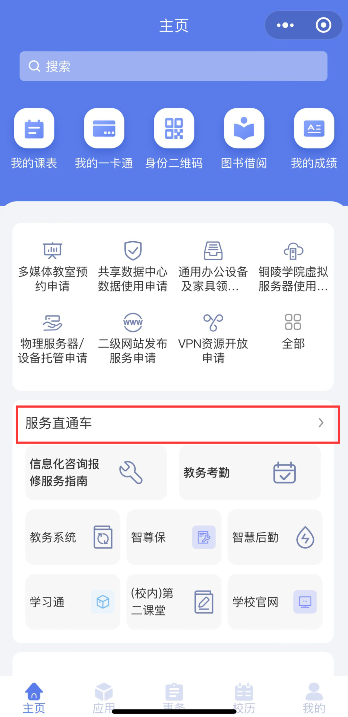 主页
搜索
我的课表
我的一卡通
身份二维码
图书借阅
我的成绩
多媒体教室预
约申请
共享数据中心
数据使用申请
通用办公设备
及家具领...
铜陵学院虚拟
服务器使用...
物理服务器/
设备托管申请
WWW
二级网站发布
服务申请
VPN资源开放
申请
全部
服务直通车
信息化咨询报
修服务指南
教务考勤
教务系统
智尊保
智慧后勤
学习通
(校内)第
二课堂
学校官网
主页
应用
事务
校历
我的